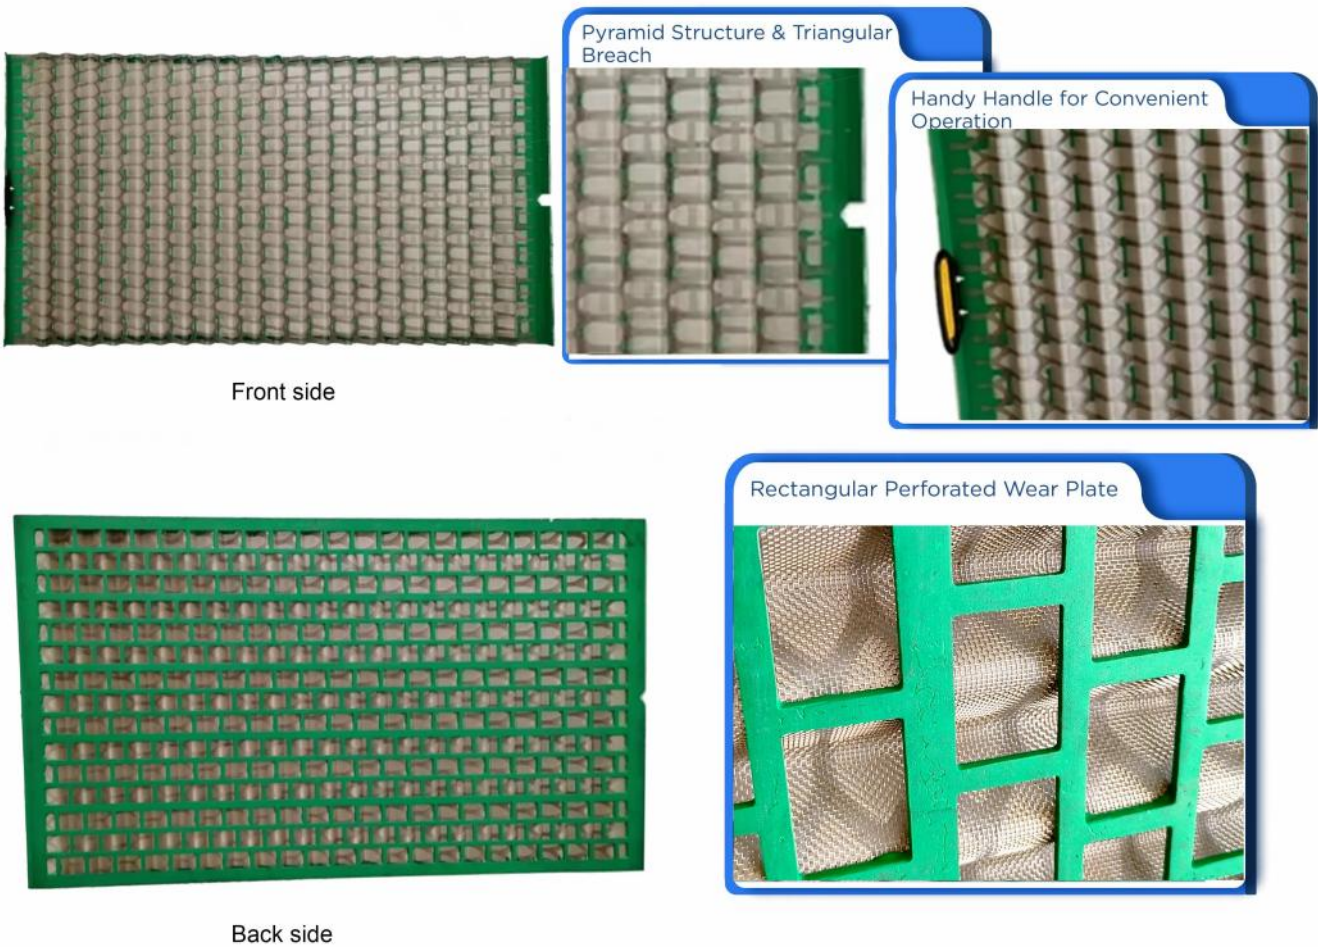 Pyramid Structure & Triangular
Breach
Handy Handle for Convenient
Operation
Front side
Rectangular Perforated Wear Plate
Back side